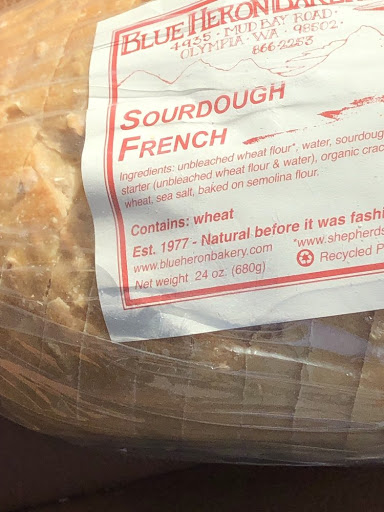 BLUE HERON BAKER
4935 · MUD BAY ROAD ·
OLYMPIA · WA · 98502 ·
866-2253
SOURDOUGH
FRENCH
Ingredients: unbleached wheat flour*, water, sourdoug
starter (unbleached wheat flour & water), organic crac
wheat, sea salt, baked on semolina flour.
Contains: wheat
Est. 1977 - Natural before it was fashi
www.blueheronbakery.com *www.shepherds
Net weight 24 oz. (680g) Recycled P